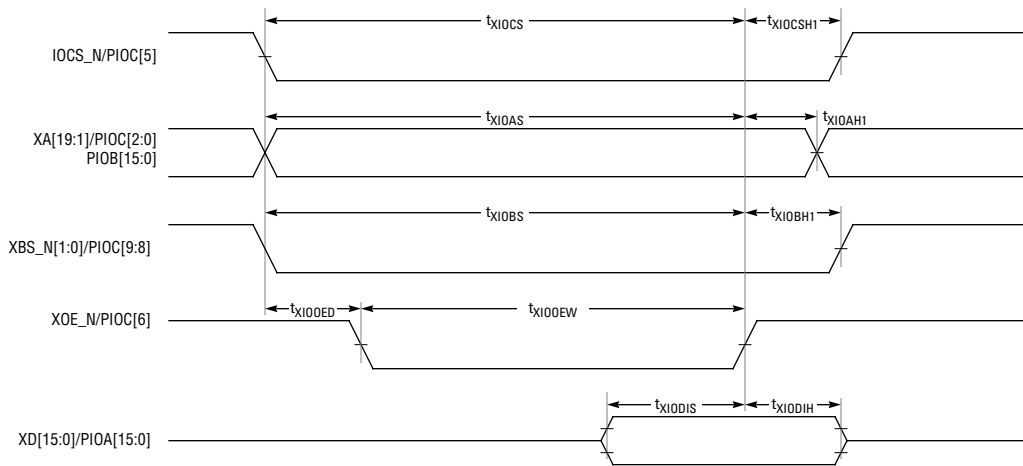 tXIOCS tXIOCSH1
IOCS_N/PIOC[5]
tXIOAS tXIOAH1
XA[19:1]/PIOC[2:0]
PIOB[15:0]
tXIOBS tXIOBH1
XBS_N[1:0]/PIOC[9:8]
tXIOOED tXIOOEW
XOE_N/PIOC[6]
tXIODIS tXIODIH
XD[15:0]/PIOA[15:0]